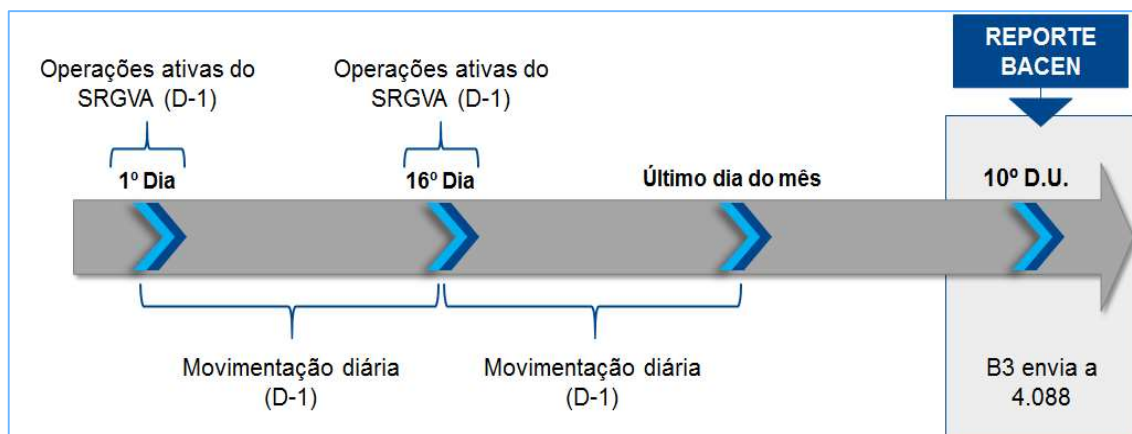 REPORTE
BACEN
Operações ativas do
SRGVA (D-1)
Operações ativas do
SRGVA (D-1)
1º Dia
16º Dia
Último dia do mês
10º D.U.
Movimentação diária
(D-1)
Movimentação diária
(D-1)
B3 envia a
4.088